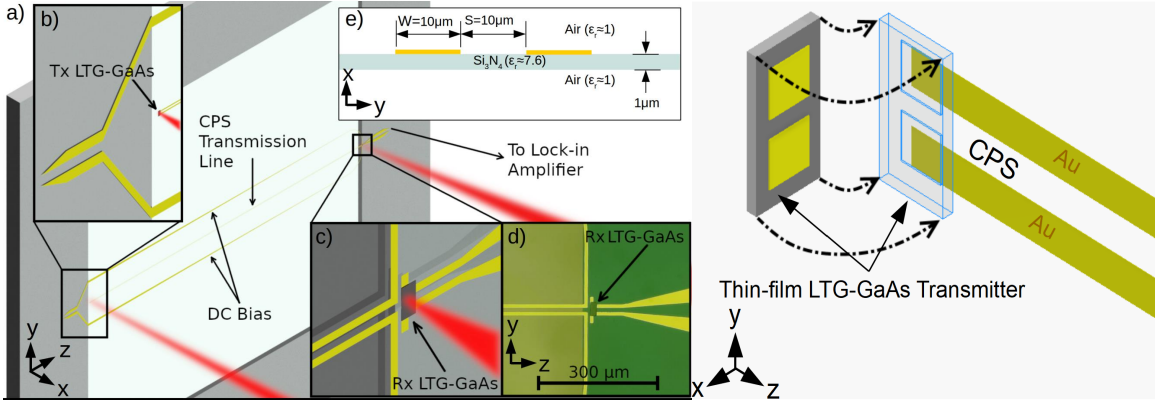 a)
b)
Tx LTG-GaAs
CPS
Transmission
Line
DC Bias
To Lock-in
Amplifier
y
z
x
e)
W=10µm
S=10µm
Air (εr≈1)
Si3N4 (εr≈7.6)
Air (εr≈1)
1µm
x
y
c)
Rx LTG-GaAs
d)
Rx LTG-GaAs
y
z
300 µm
CPS
Au
Au
Thin-film LTG-GaAs Transmitter
y
x
z